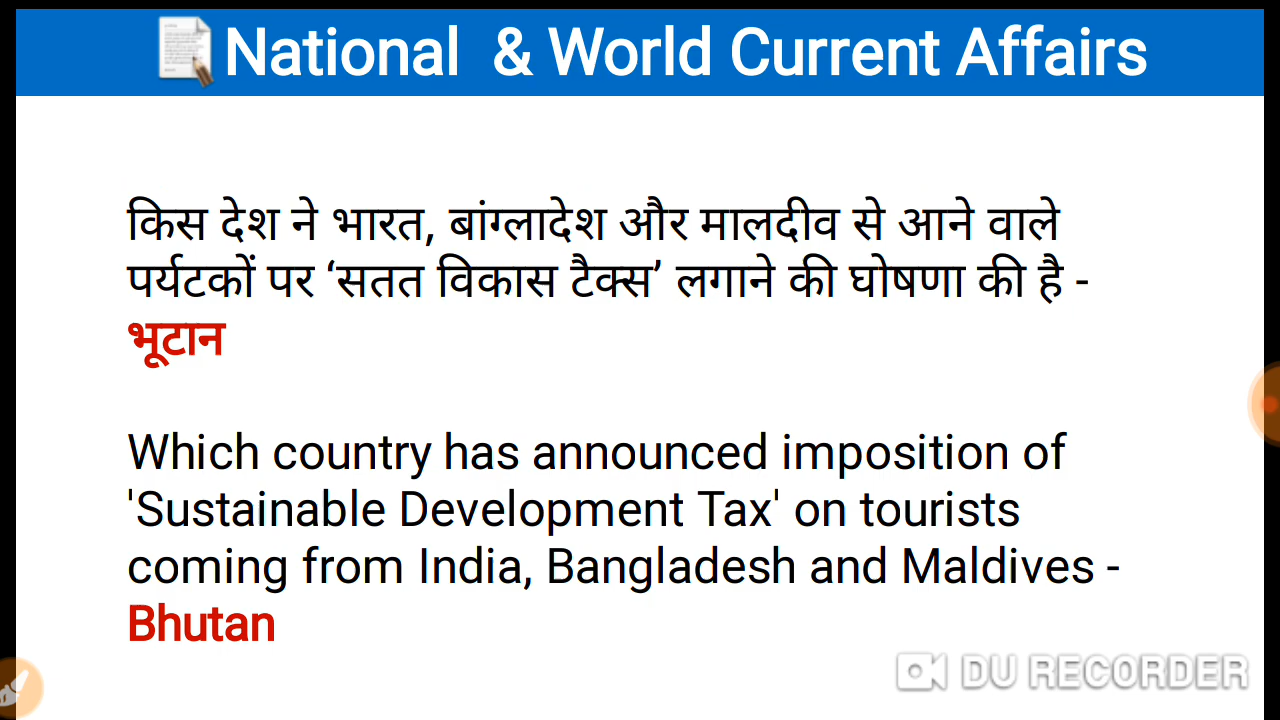 National & World Current Affairs
किस देश ने भारत, बांग्लादेश और मालदीव से आने वाले
पर्यटकों पर ‘सतत विकास टैक्स’ लगाने की घोषणा की है -
भूटान
Which country has announced imposition of
'Sustainable Development Tax' on tourists
coming from India, Bangladesh and Maldives -
Bhutan
DU RECORDER